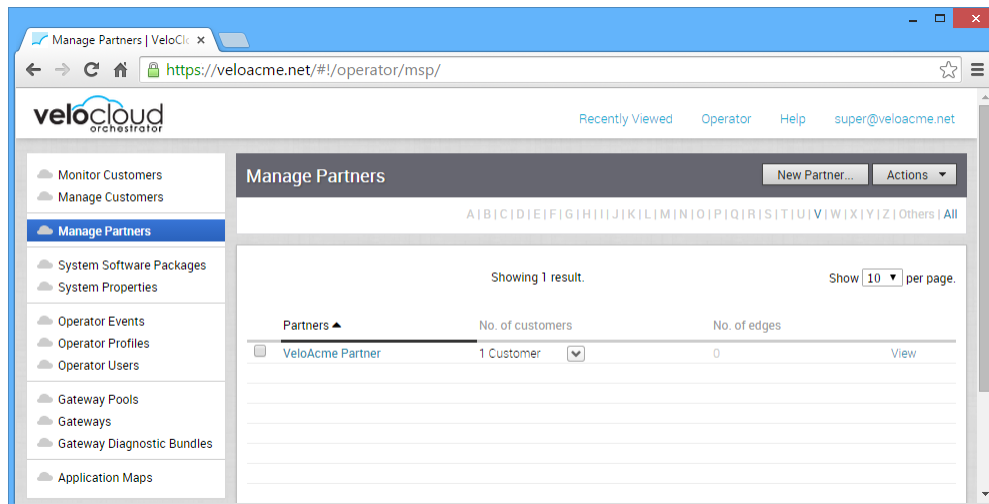 Manage Partners | VeloClo
https://veloacme.net/#!/operator/msp/
velocloud
orchestrator
Recently Viewed Operator Help super@veloacme.net
Monitor Customers
Manage Customers
Manage Partners
System Software Packages
System Properties
Operator Events
Operator Profiles
Operator Users
Gateway Pools
Gateways
Gateway Diagnostic Bundles
Application Maps
Manage Partners New Partner... Actions
A | B | C | D | E | F | G | H | I | J | K | L | M | N | O | P | Q | R | S | T | U | V | W | X | Y | Z | Others | All
Showing 1 result. Show 10 per page.
Partners No. of customers No. of edges
VeloAcme Partner 1 Customer 0 View